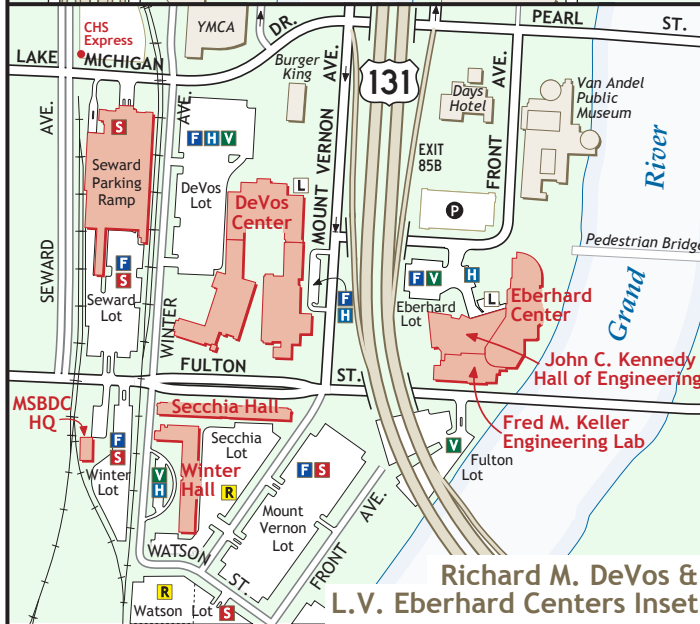 PEARL ST.
CHS
Express
YMCA
DR.
LAKE MICHIGAN
Burger
King
AVE.
131
Days
Hotel
AVE.
Van Andel
Public
Museum
AVE.
S
AVE.
F H V
Seward
Parking
Ramp
DeVos
Lot
MOUNT VERNON
EXIT
85B
FRONT
River
L
DeVos
Center
P
SEWARD
F
S
Seward
Lot
WINTER
F
H
F V
H
Eberhard
Lot
L
Eberhard
Center
Pedestrian Bridge
Grand
John C. Kennedy
Hall of Engineering
FULTON ST.
MSBDC
HQ
Secchia Hall
Fred M. Keller
Engineering Lab
F
S
Winter
Lot
V
H
Winter
Hall
Secchia
Lot
R
F S
Mount
Vernon
Lot
V
Fulton
Lot
FRONT AVE.
WATSON ST.
R
Watson Lot
S
Richard M. DeVos &
L.V. Eberhard Centers Inset